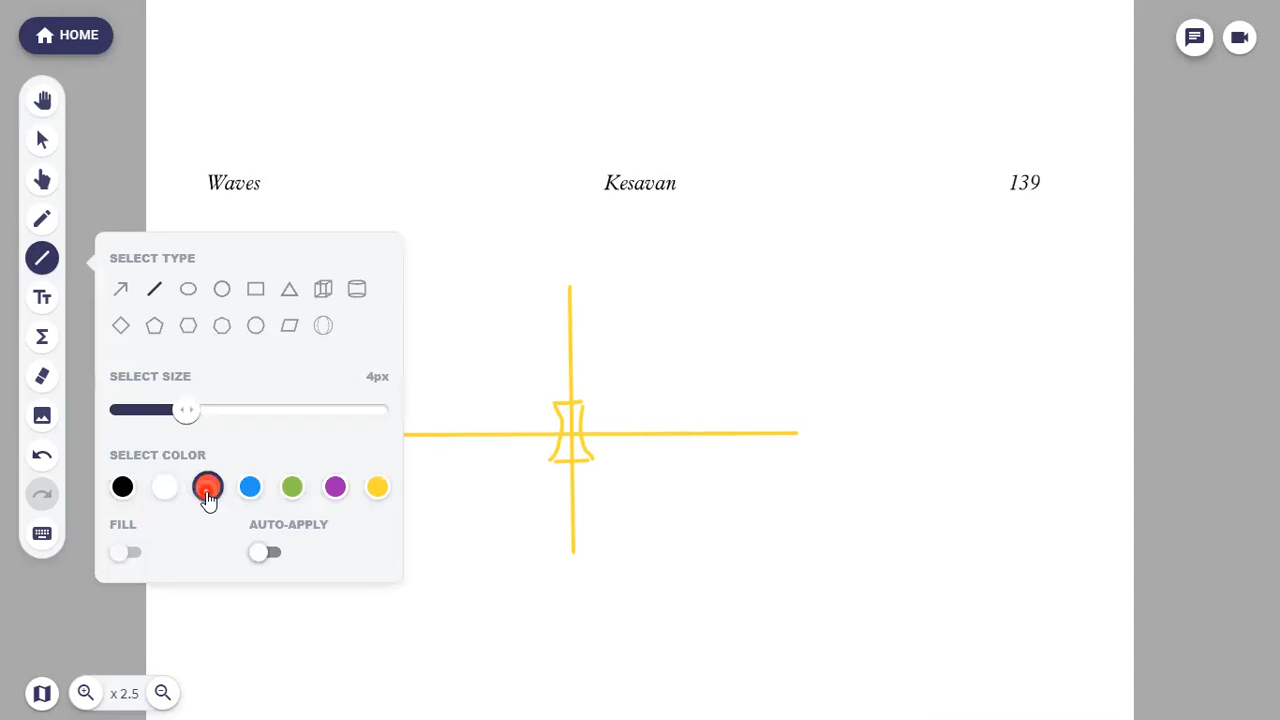 HOME
Waves Kesavan 139
SELECT TYPE
SELECT SIZE 4px
SELECT COLOR
FILL AUTO-APPLY
x 2.5